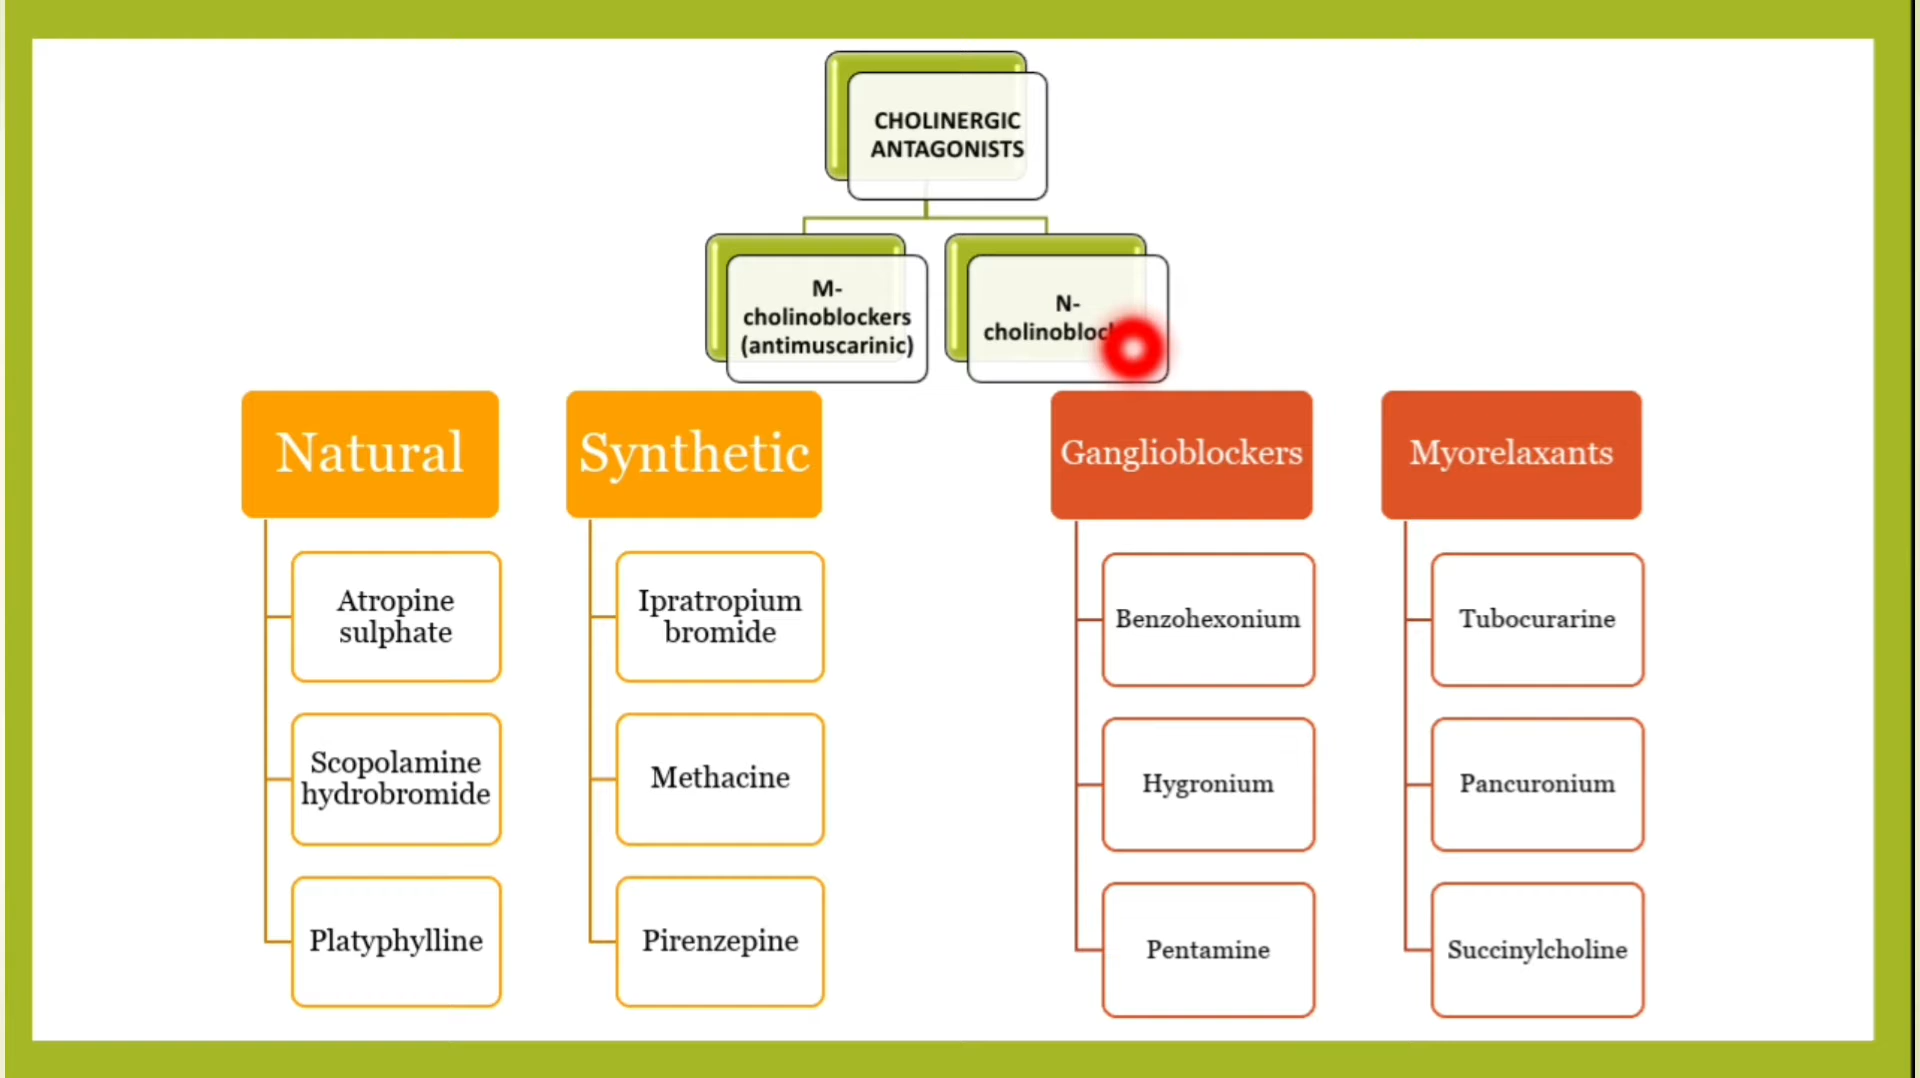 CHOLINERGIC
ANTAGONISTS
M-
cholinoblockers
(antimuscarinic)
N-
Natural
Synthetic
Ganglioblockers
Myorelaxants
Atropine
sulphate
Scopolamine
hydrobromide
Platyphylline
Ipratropium
bromide
Methacine
Pirenzepine
Benzohexonium
Hygronium
Pentamine
Tubocurarine
Pancuronium
Succinylcholine